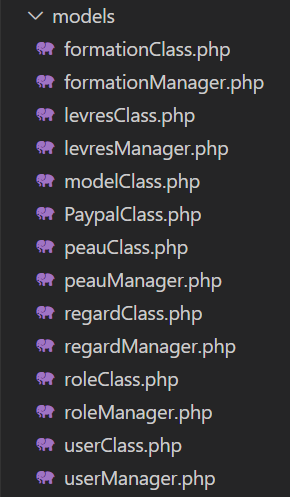 models
formationClass.php
formationManager.php
levresClass.php
levresManager.php
modelClass.php
PaypalClass.php
peauClass.php
peauManager.php
regardClass.php
regardManager.php
roleClass.php
roleManager.php
userClass.php
userManager.php